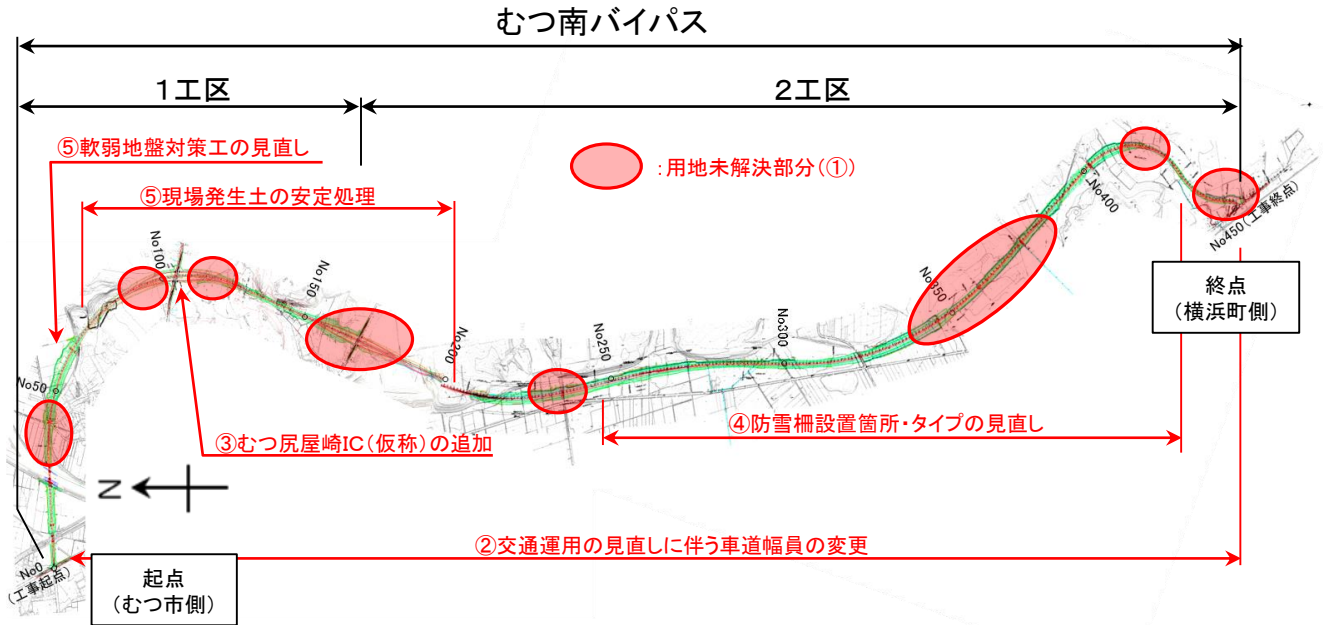 むつ南バイパス
1工区
2工区
⑤軟弱地盤対策工の見直し
:用地未解決部分(①)
⑤現場発生土の安定処理
No100
No150
No200
No250
No300
No350
No400
No450(工事終点)
終点
(横浜町側)
No50
④防雪柵設置箇所・タイプの見直し
③むつ尻屋崎IC(仮称)の追加
N
②交通運用の見直しに伴う車道幅員の変更
No0
(工事起点)
起点
(むつ市側)